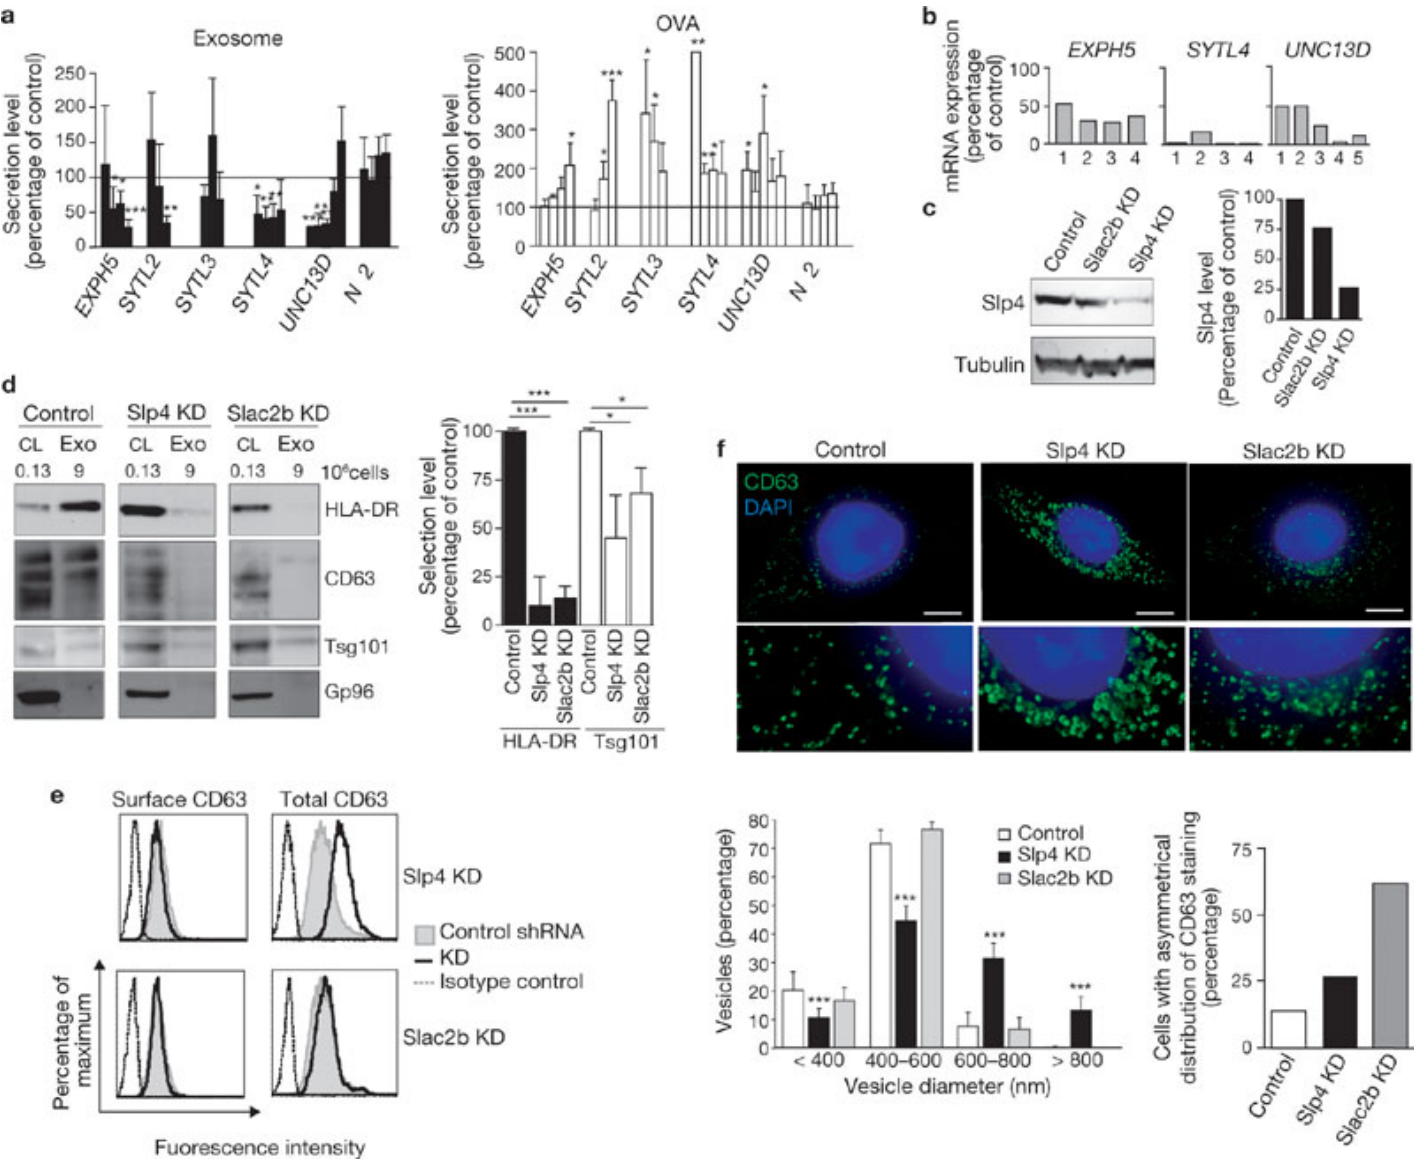 a
Exosome
Secretion level
(percentage of control)
250
200
150
100
50
0
* *
***
**
*
***
**
**
**
**
EXPH5
SYTL2
SYTL3
SYTL4
UNC13D
N 2
OVA
Secretion level
(percentage of control)
500
400
300
200
100
0
*
*
***
*
*
**
**
*
*
*
EXPH5
SYTL2
SYTL3
SYTL4
UNC13D
N 2
b
mRNA expression
(percentage
of control)
EXPH5
SYTL4
UNC13D
100
50
0
1 2 3 4
1 2 3 4
1 2 3 4 5
c
Control
Slac2b KD
Slp4 KD
Slp4
Tubulin
Slp4 level
(Percentage of control)
100
75
50
25
0
Control
Slac2b KD
Slp4 KD
d
Control
Slp4 KD
Slac2b KD
CL Exo
CL Exo
CL Exo
0.13 9
0.13 9
0.13 9 10⁶cells
HLA-DR
CD63
Tsg101
Gp96
Selection level
(percentage of control)
100
75
50
25
0
***
***
*
*
Control
Slp4 KD
Slac2b KD
Control
Slp4 KD
Slac2b KD
HLA-DR
Tsg101
e
Surface CD63
Total CD63
Slp4 KD
Control shRNA
KD
Isotype control
Slac2b KD
Percentage of
maximum
Fluorescence intensity
f
Control
Slp4 KD
Slac2b KD
CD63
DAPI
Vesicles (percentage)
80
70
60
50
40
30
20
10
0
Control
Slp4 KD
Slac2b KD
***
***
***
***
< 400
400–600
600–800
> 800
Vesicle diameter (nm)
Cells with asymmetrical
distribution of CD63 staining
(percentage)
75
50
25
0
Control
Slp4 KD
Slac2b KD